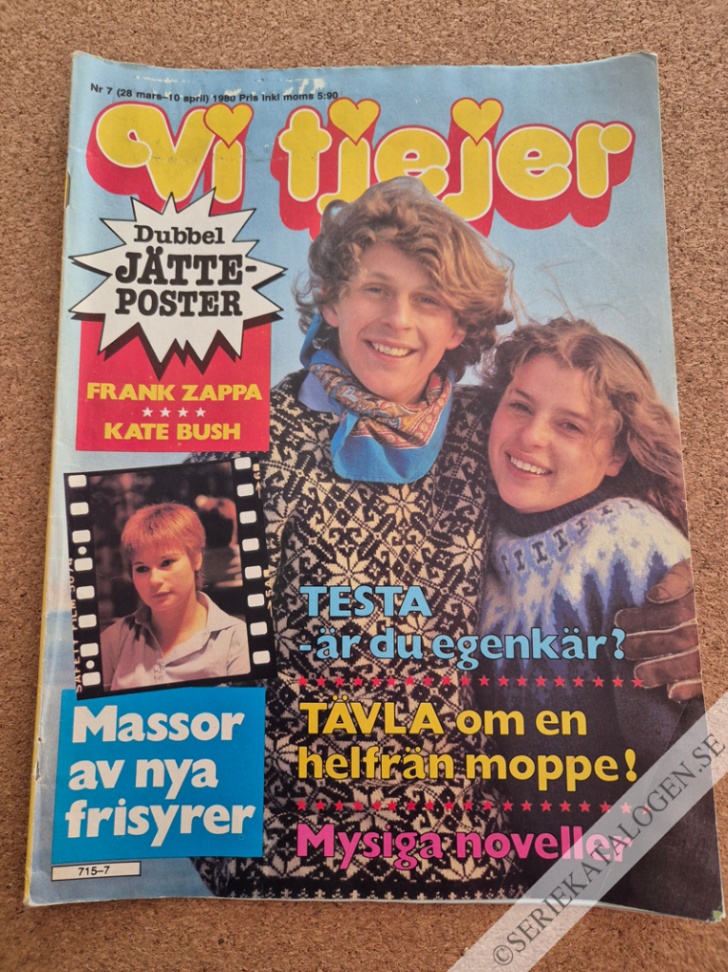 Nr 7 (28 mars–10 april) 1980 Pris inkl moms 5:90
Vi tjejer
Dubbel
JÄTTE-
POSTER
FRANK ZAPPA
★★★★
KATE BUSH
TESTA
-är du egenkär?
TÄVLA om en
helfrän moppe!
Mysiga noveller
Massor
av nya
frisyrer
715–7
©SERIEKATALOGEN.SE